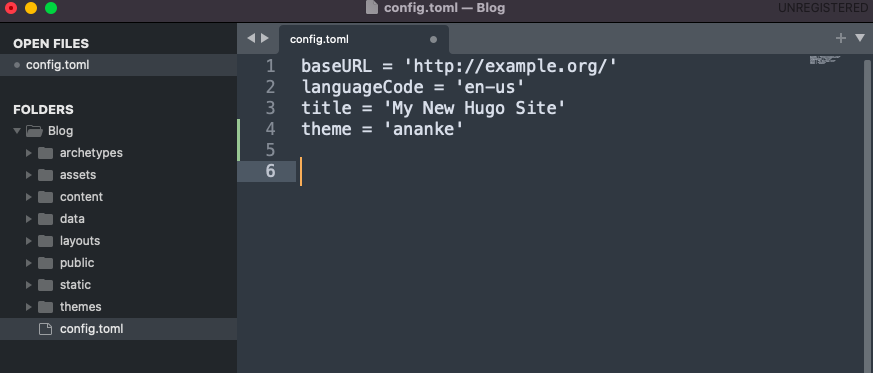 config.toml — Blog
UNREGISTERED
OPEN FILES
config.toml
FOLDERS
Blog
archetypes
assets
content
data
layouts
public
static
themes
config.toml
config.toml
1 baseURL = 'http://example.org/'
2 languageCode = 'en-us'
3 title = 'My New Hugo Site'
4 theme = 'ananke'
5
6